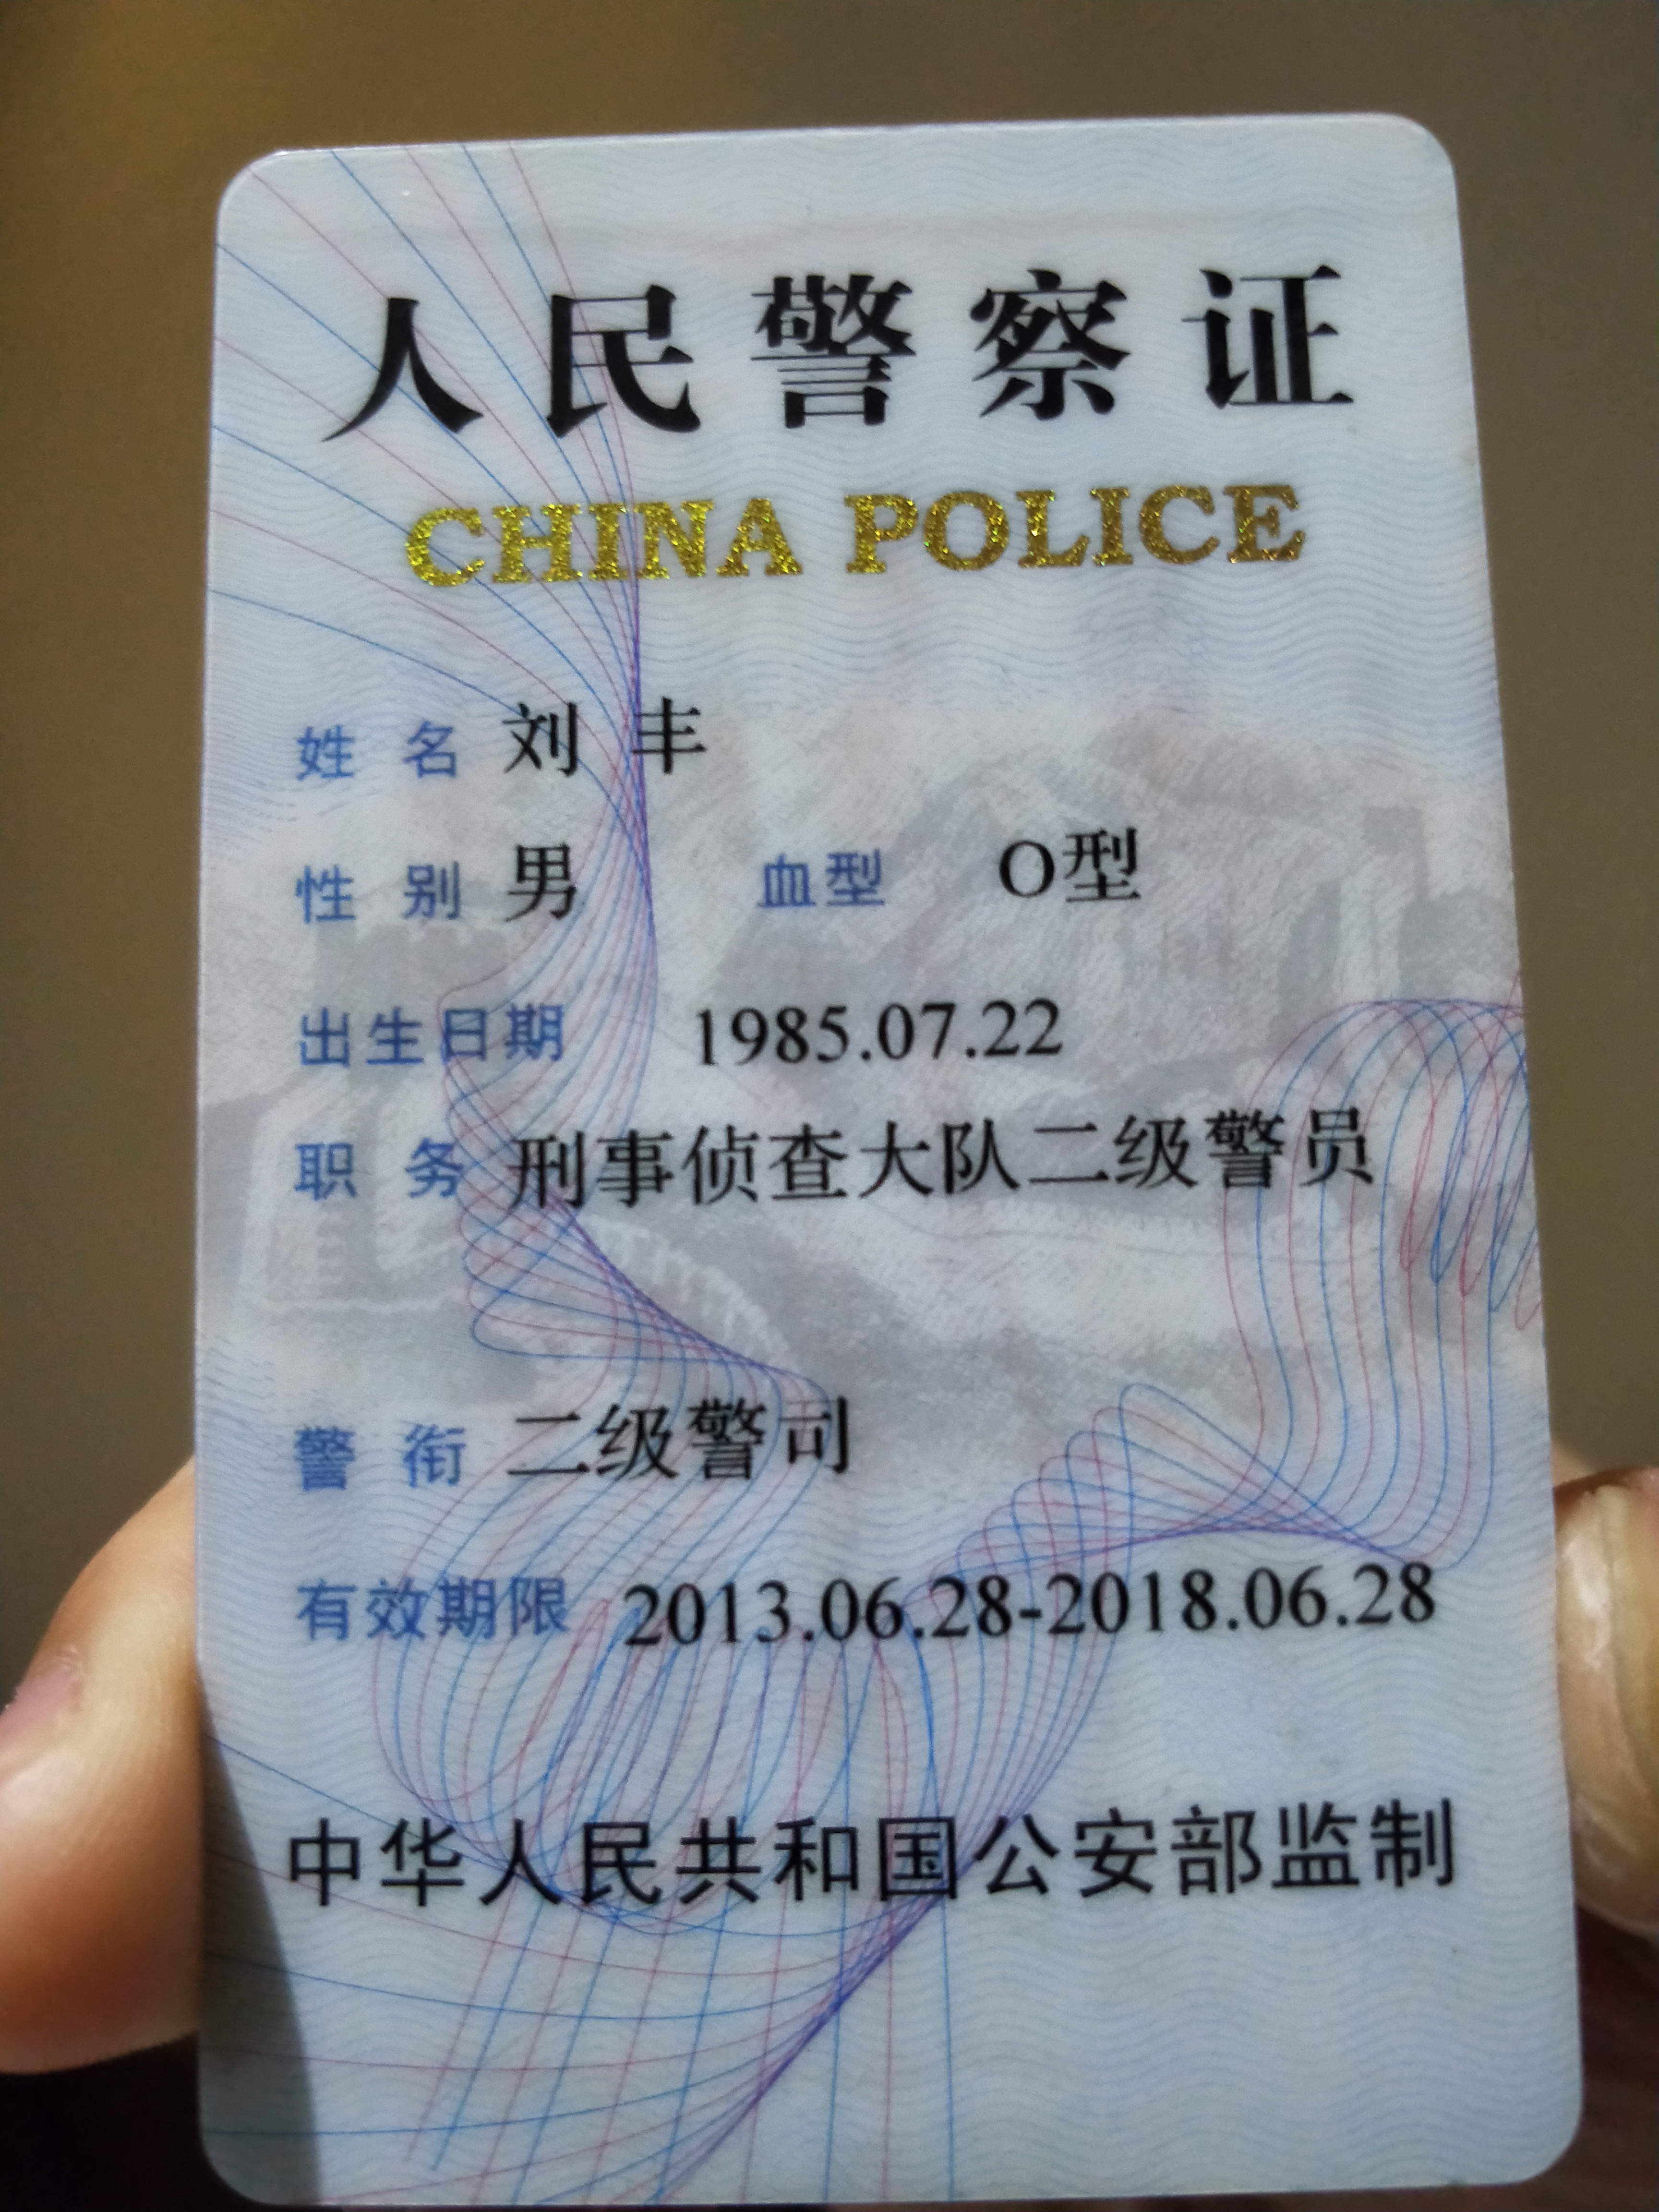 人民警察证
CHINA POLICE
姓名 刘丰
性别 男 血型 O型
出生日期 1985.07.22
职务 刑事侦查大队二级警员
警衔 二级警司
有效期限 2013.06.28-2018.06.28
中华人民共和国公安部监制